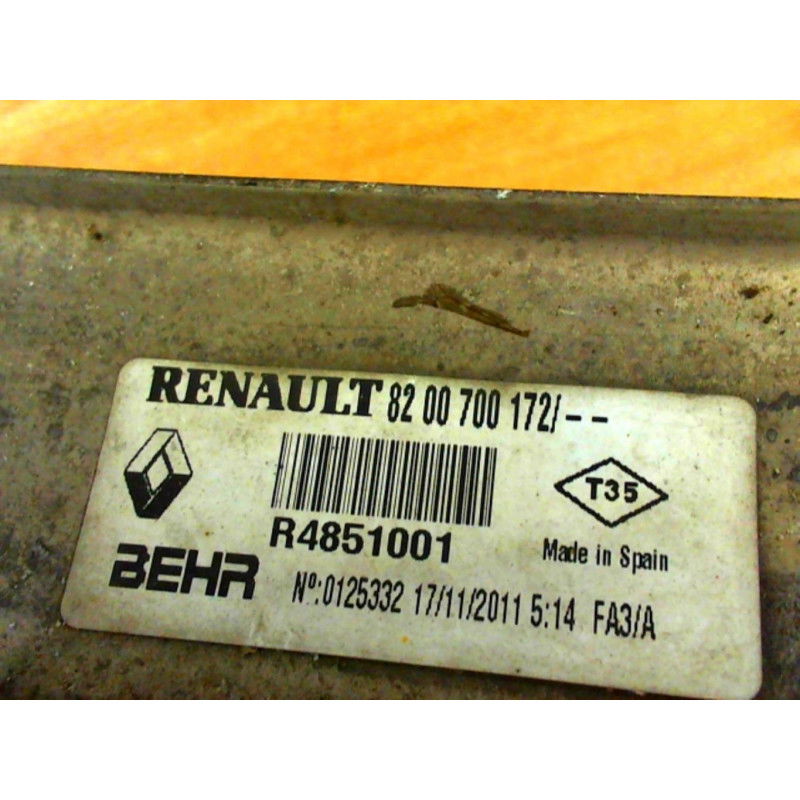 RENAULT 82 00 700 172/--
R4851001
T35
Made in Spain
BEHR
Nº:0125332 17/11/2011 5:14 FA3/A